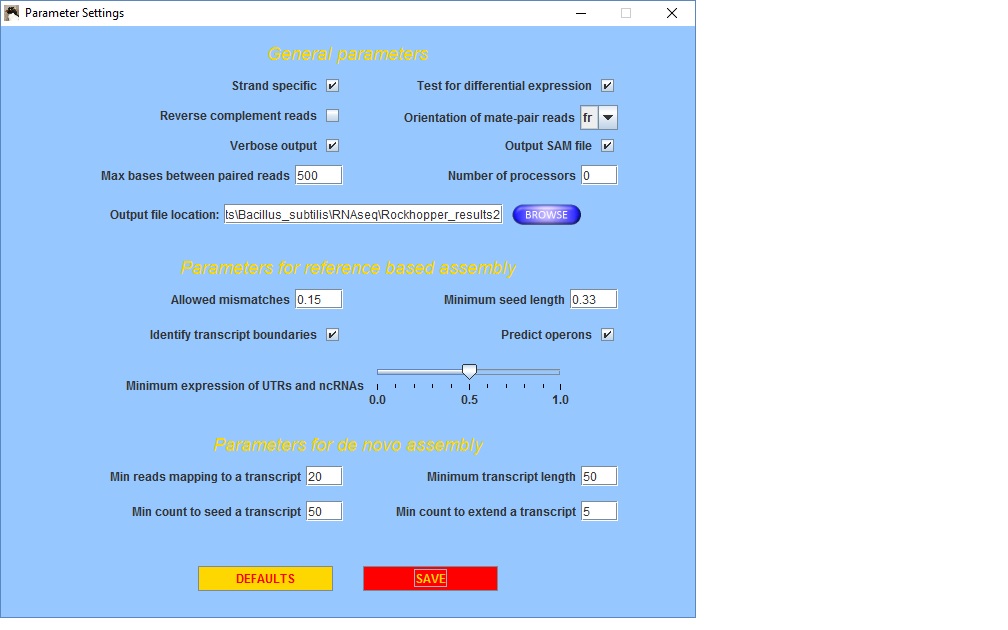 Parameter Settings
General parameters
Strand specific Test for differential expression
Reverse complement reads Orientation of mate-pair reads fr
Verbose output Output SAM file
Max bases between paired reads 500 Number of processors 0
Output file location: ts\Bacillus_subtilis\RNAseq\Rockhopper_results2 BROWSE
Parameters for reference based assembly
Allowed mismatches 0.15 Minimum seed length 0.33
Identify transcript boundaries Predict operons
Minimum expression of UTRs and ncRNAs
0.0 0.5 1.0
Parameters for de novo assembly
Min reads mapping to a transcript 20 Minimum transcript length 50
Min count to seed a transcript 50 Min count to extend a transcript 5
DEFAULTS SAVE